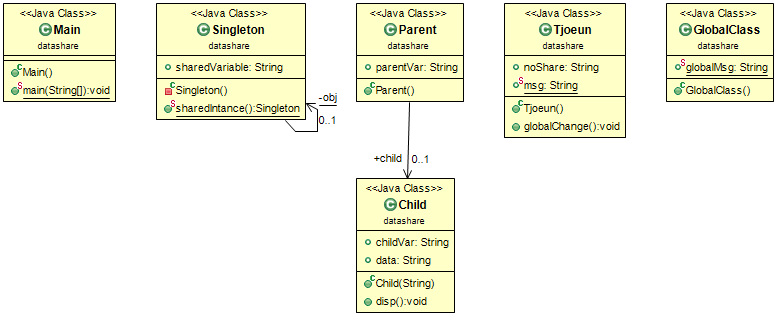 <<Java Class>>
Main
datashare
Main()
main(String[]):void
<<Java Class>>
Singleton
datashare
sharedVariable: String
Singleton()
sharedIntance():Singleton
-obj
0..1
<<Java Class>>
Parent
datashare
parentVar: String
Parent()
+child
0..1
<<Java Class>>
Child
datashare
childVar: String
data: String
Child(String)
disp():void
<<Java Class>>
Tjoeun
datashare
noShare: String
msg: String
Tjoeun()
globalChange():void
<<Java Class>>
GlobalClass
datashare
globalMsg: String
GlobalClass()